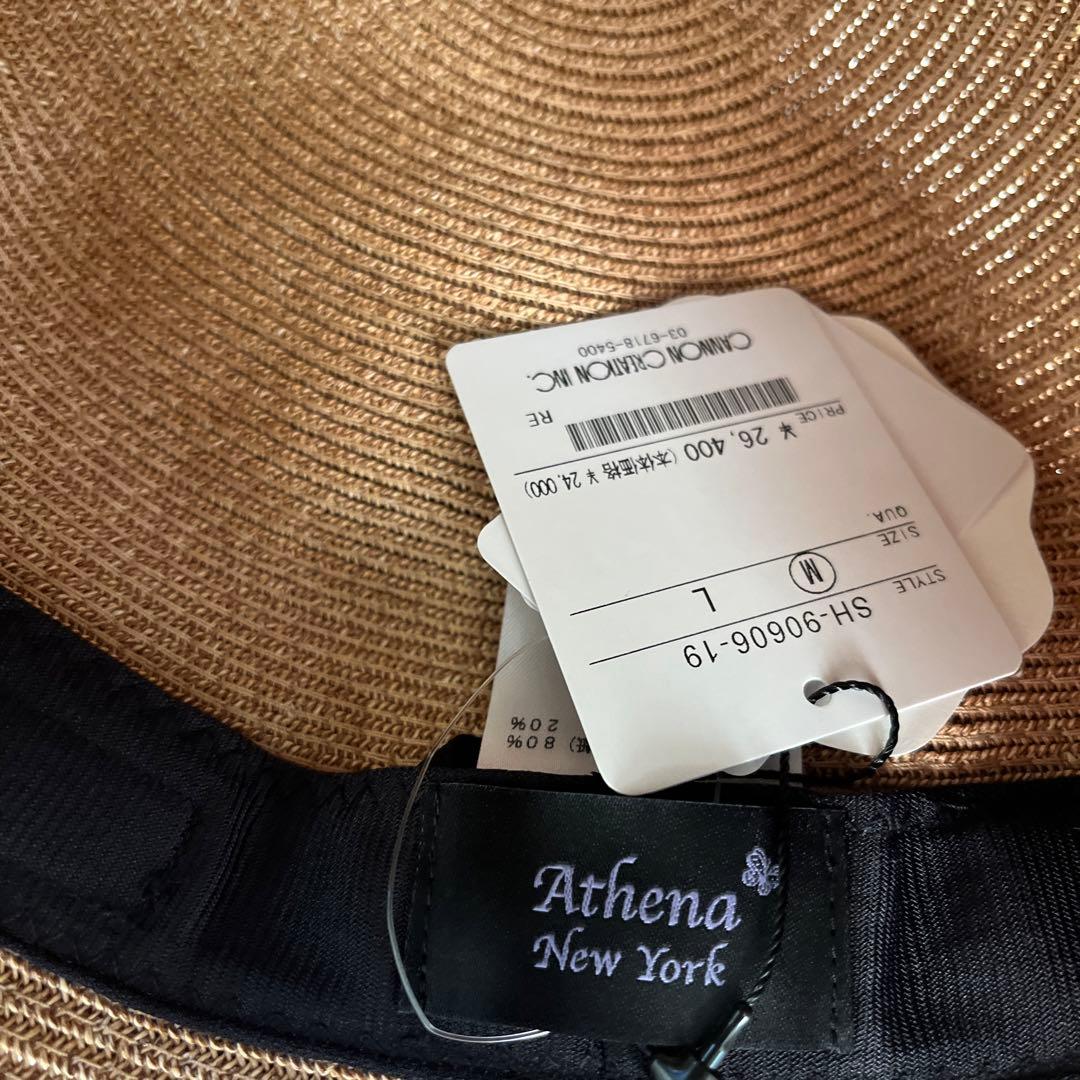 STYLE SH-90606-19
SIZE M L
QUA.
PRICE ¥ 26,400 (本体価格 ¥ 24,000)
RE
CANNON CREATION INC.
03-6718-5400
紙) 80%
20%
Athena
New York